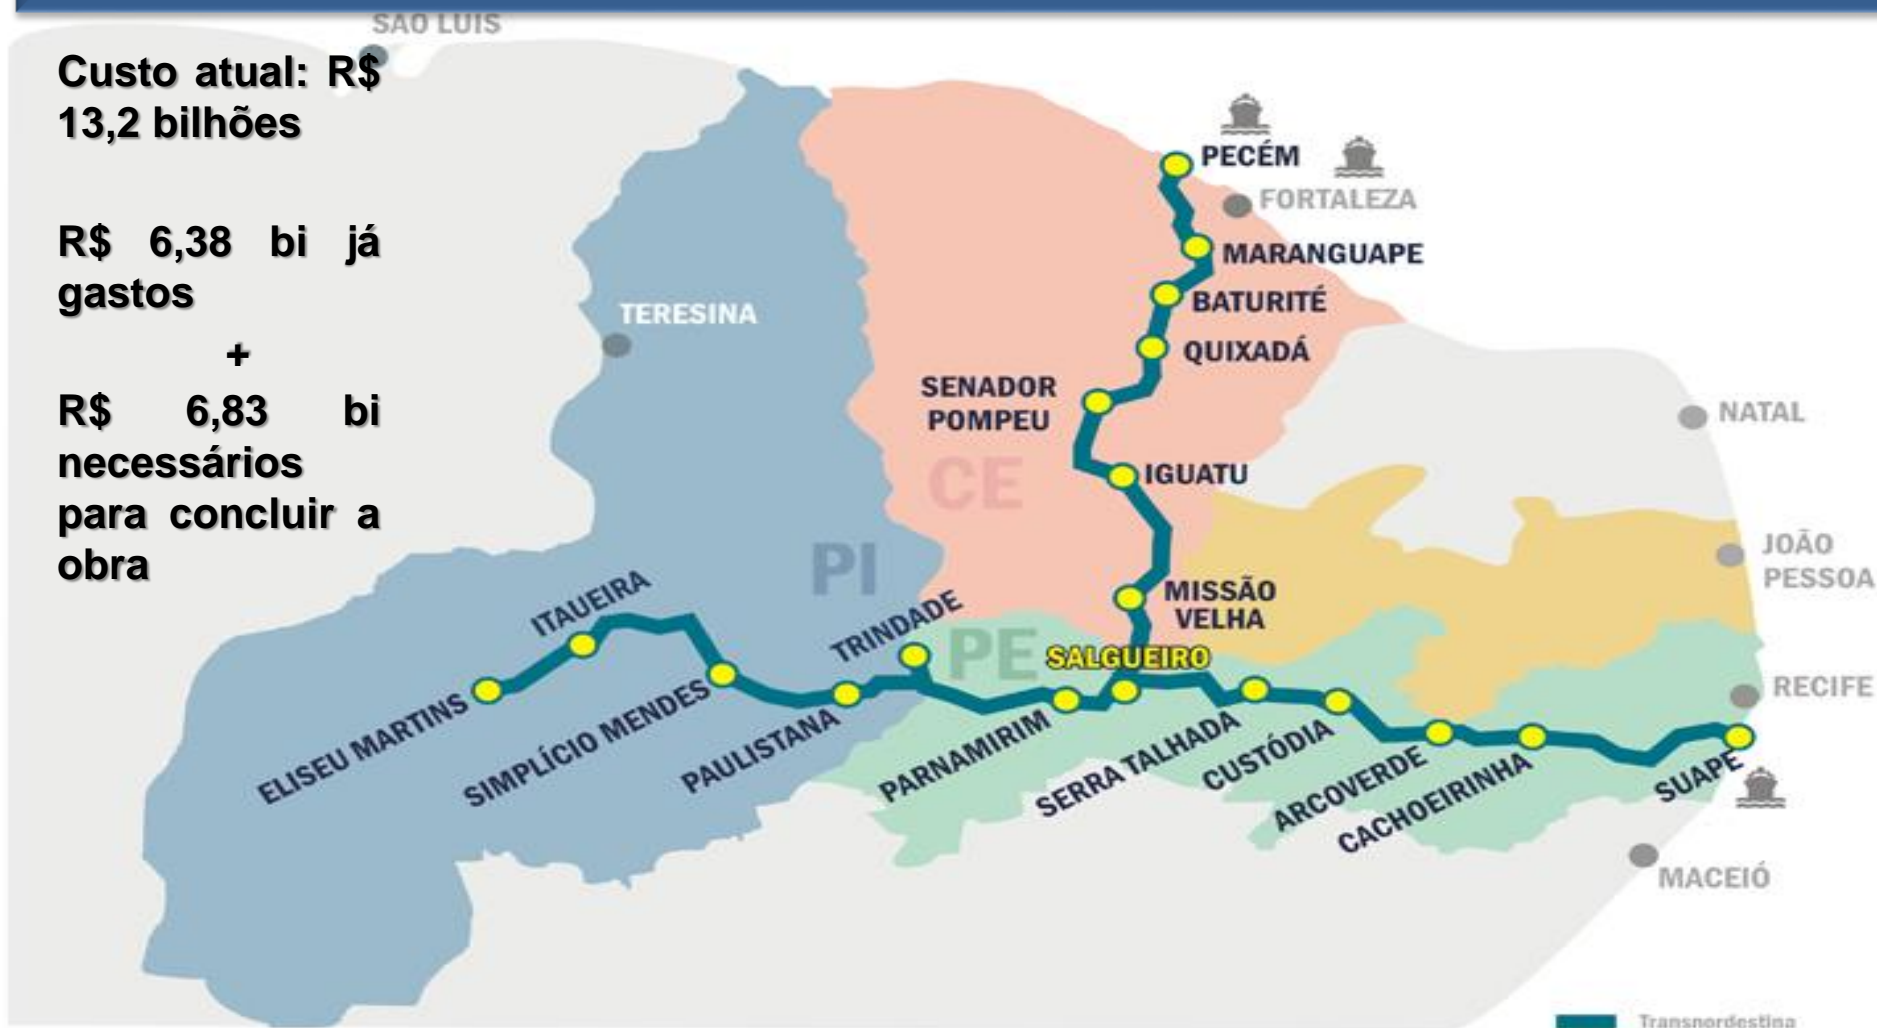 SÃO LUIS
Custo atual: R$
13,2 bilhões
R$ 6,38 bi já
gastos
+
R$ 6,83 bi
necessários
para concluir a
obra
PECÉM
FORTALEZA
MARANGUAPE
BATURITÉ
TERESINA
QUIXADÁ
SENADOR
POMPEU
NATAL
CE
IGUATU
JOÃO
PESSOA
PI
ITAUEIRA
MISSÃO
VELHA
TRINDADE
PE
SALGUEIRO
RECIFE
ELISEU MARTINS
SIMPLÍCIO MENDES
PAULISTANA
PARNAMIRIM
SERRA TALHADA
CUSTÓDIA
ARCOVERDE
CACHOEIRINHA
SUAPE
MACEIÓ
Transnordestina